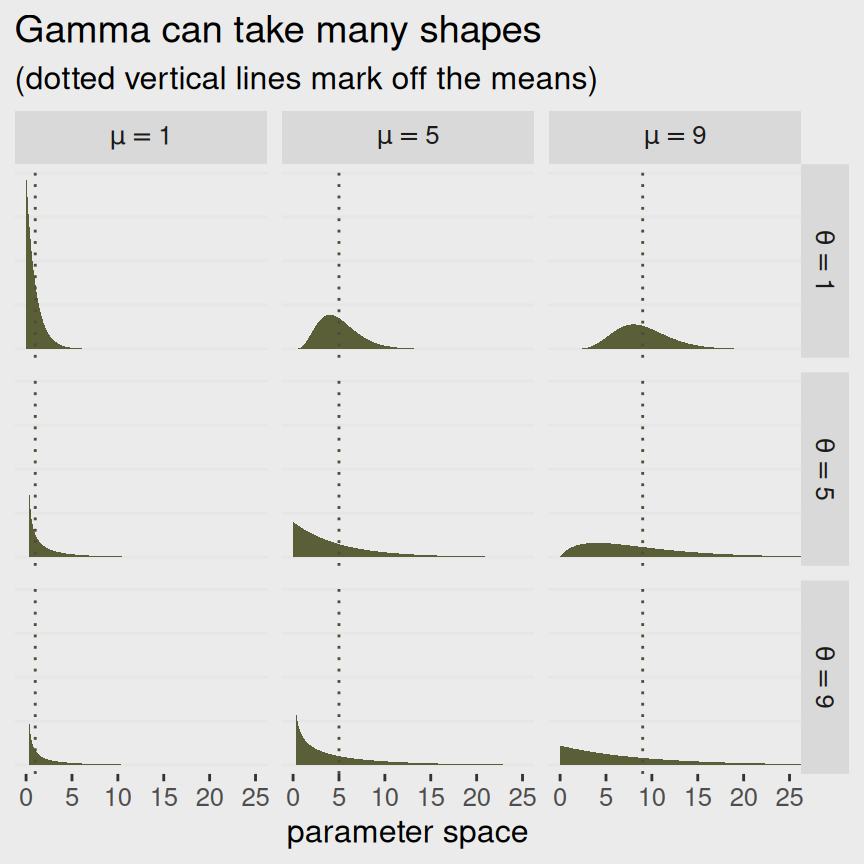 Gamma can take many shapes
(dotted vertical lines mark off the means)
μ = 1 μ = 5 μ = 9
θ = 1
θ = 5
θ = 9
0 5 10 15 20 25 0 5 10 15 20 25 0 5 10 15 20 25
parameter space